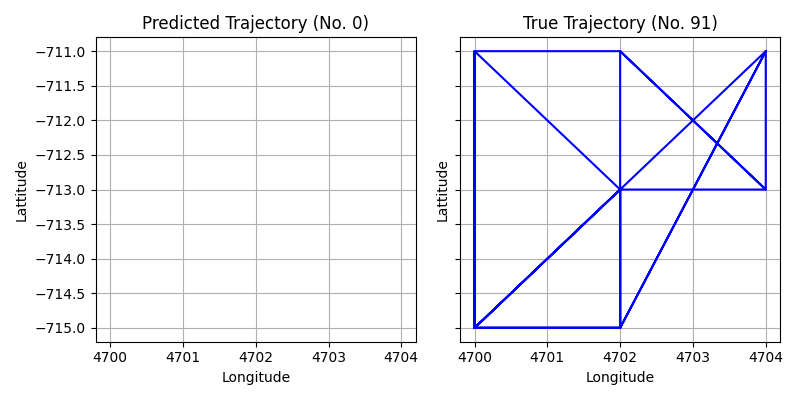 Predicted Trajectory (No. 0)
True Trajectory (No. 91)
−711.0
−711.5
−712.0
−712.5
−713.0
−713.5
−714.0
−714.5
−715.0
Lattitude
Lattitude
4700 4701 4702 4703 4704
4700 4701 4702 4703 4704
Longitude
Longitude